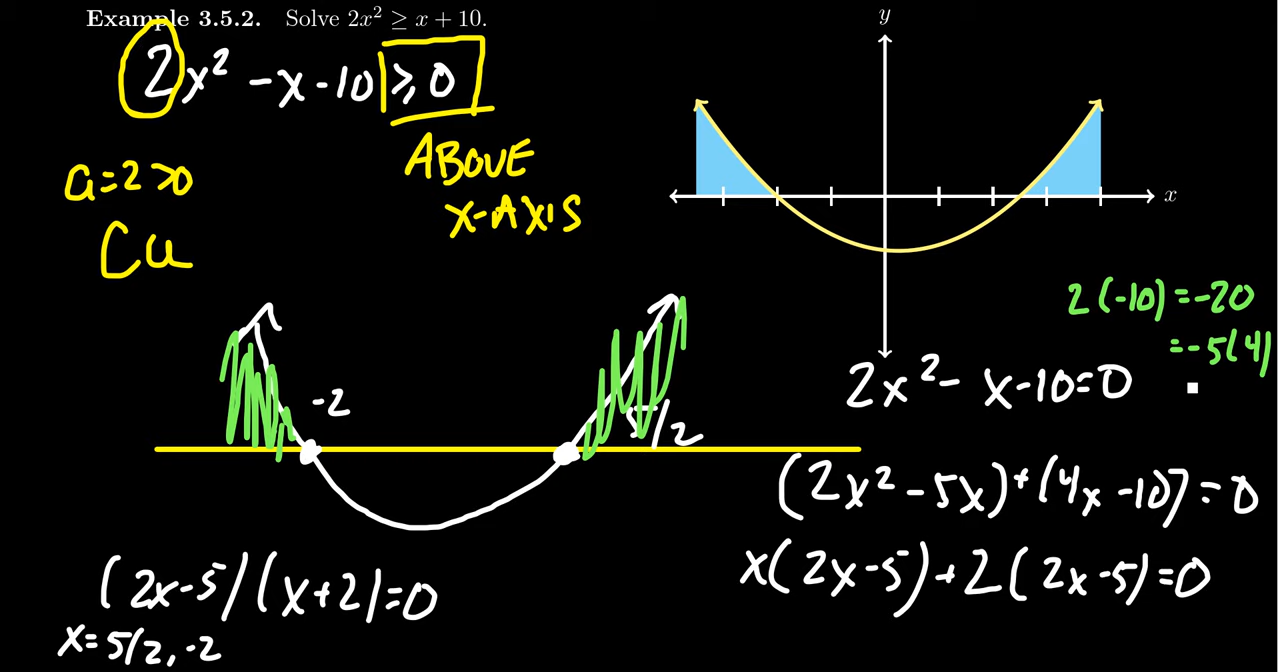 Example 3.5.2. Solve 2x² ≥ x + 10.
2x² - x - 10 ≥ 0
a = 2 > 0
CU
ABOVE
X-AXIS
y
x
2(-10) = -20
= -5(4)
-2
5/2
2x² - x - 10 = 0
(2x² - 5x) + (4x - 10) = 0
x(2x - 5) + 2(2x - 5) = 0
(2x - 5)(x + 2) = 0
x = 5/2, -2